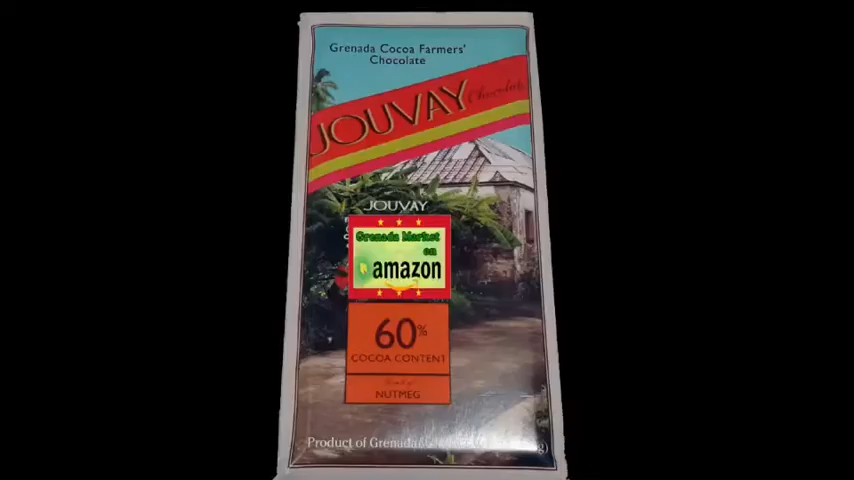 Grenada Cocoa Farmers'
Chocolate
JOUVAY Chocolate
JOUVAY
Grenada Market
on
amazon
60%
COCOA CONTENT
NUTMEG
Product of Grenada